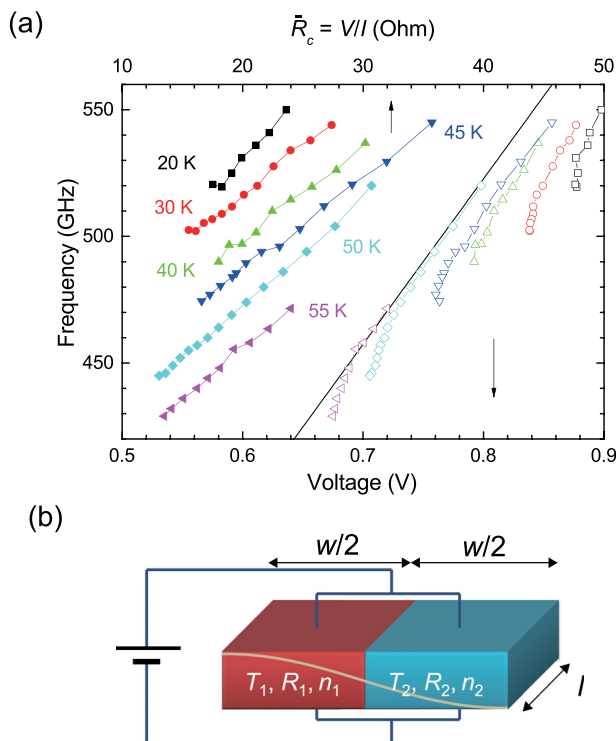 (a)
R̄c = V/I (Ohm)
10 20 30 40 50
550
500
450
Frequency (GHz)
20 K
30 K
40 K
45 K
50 K
55 K
0.5 0.6 0.7 0.8 0.9
Voltage (V)
(b)
w/2 w/2
T1, R1, n1 T2, R2, n2
l